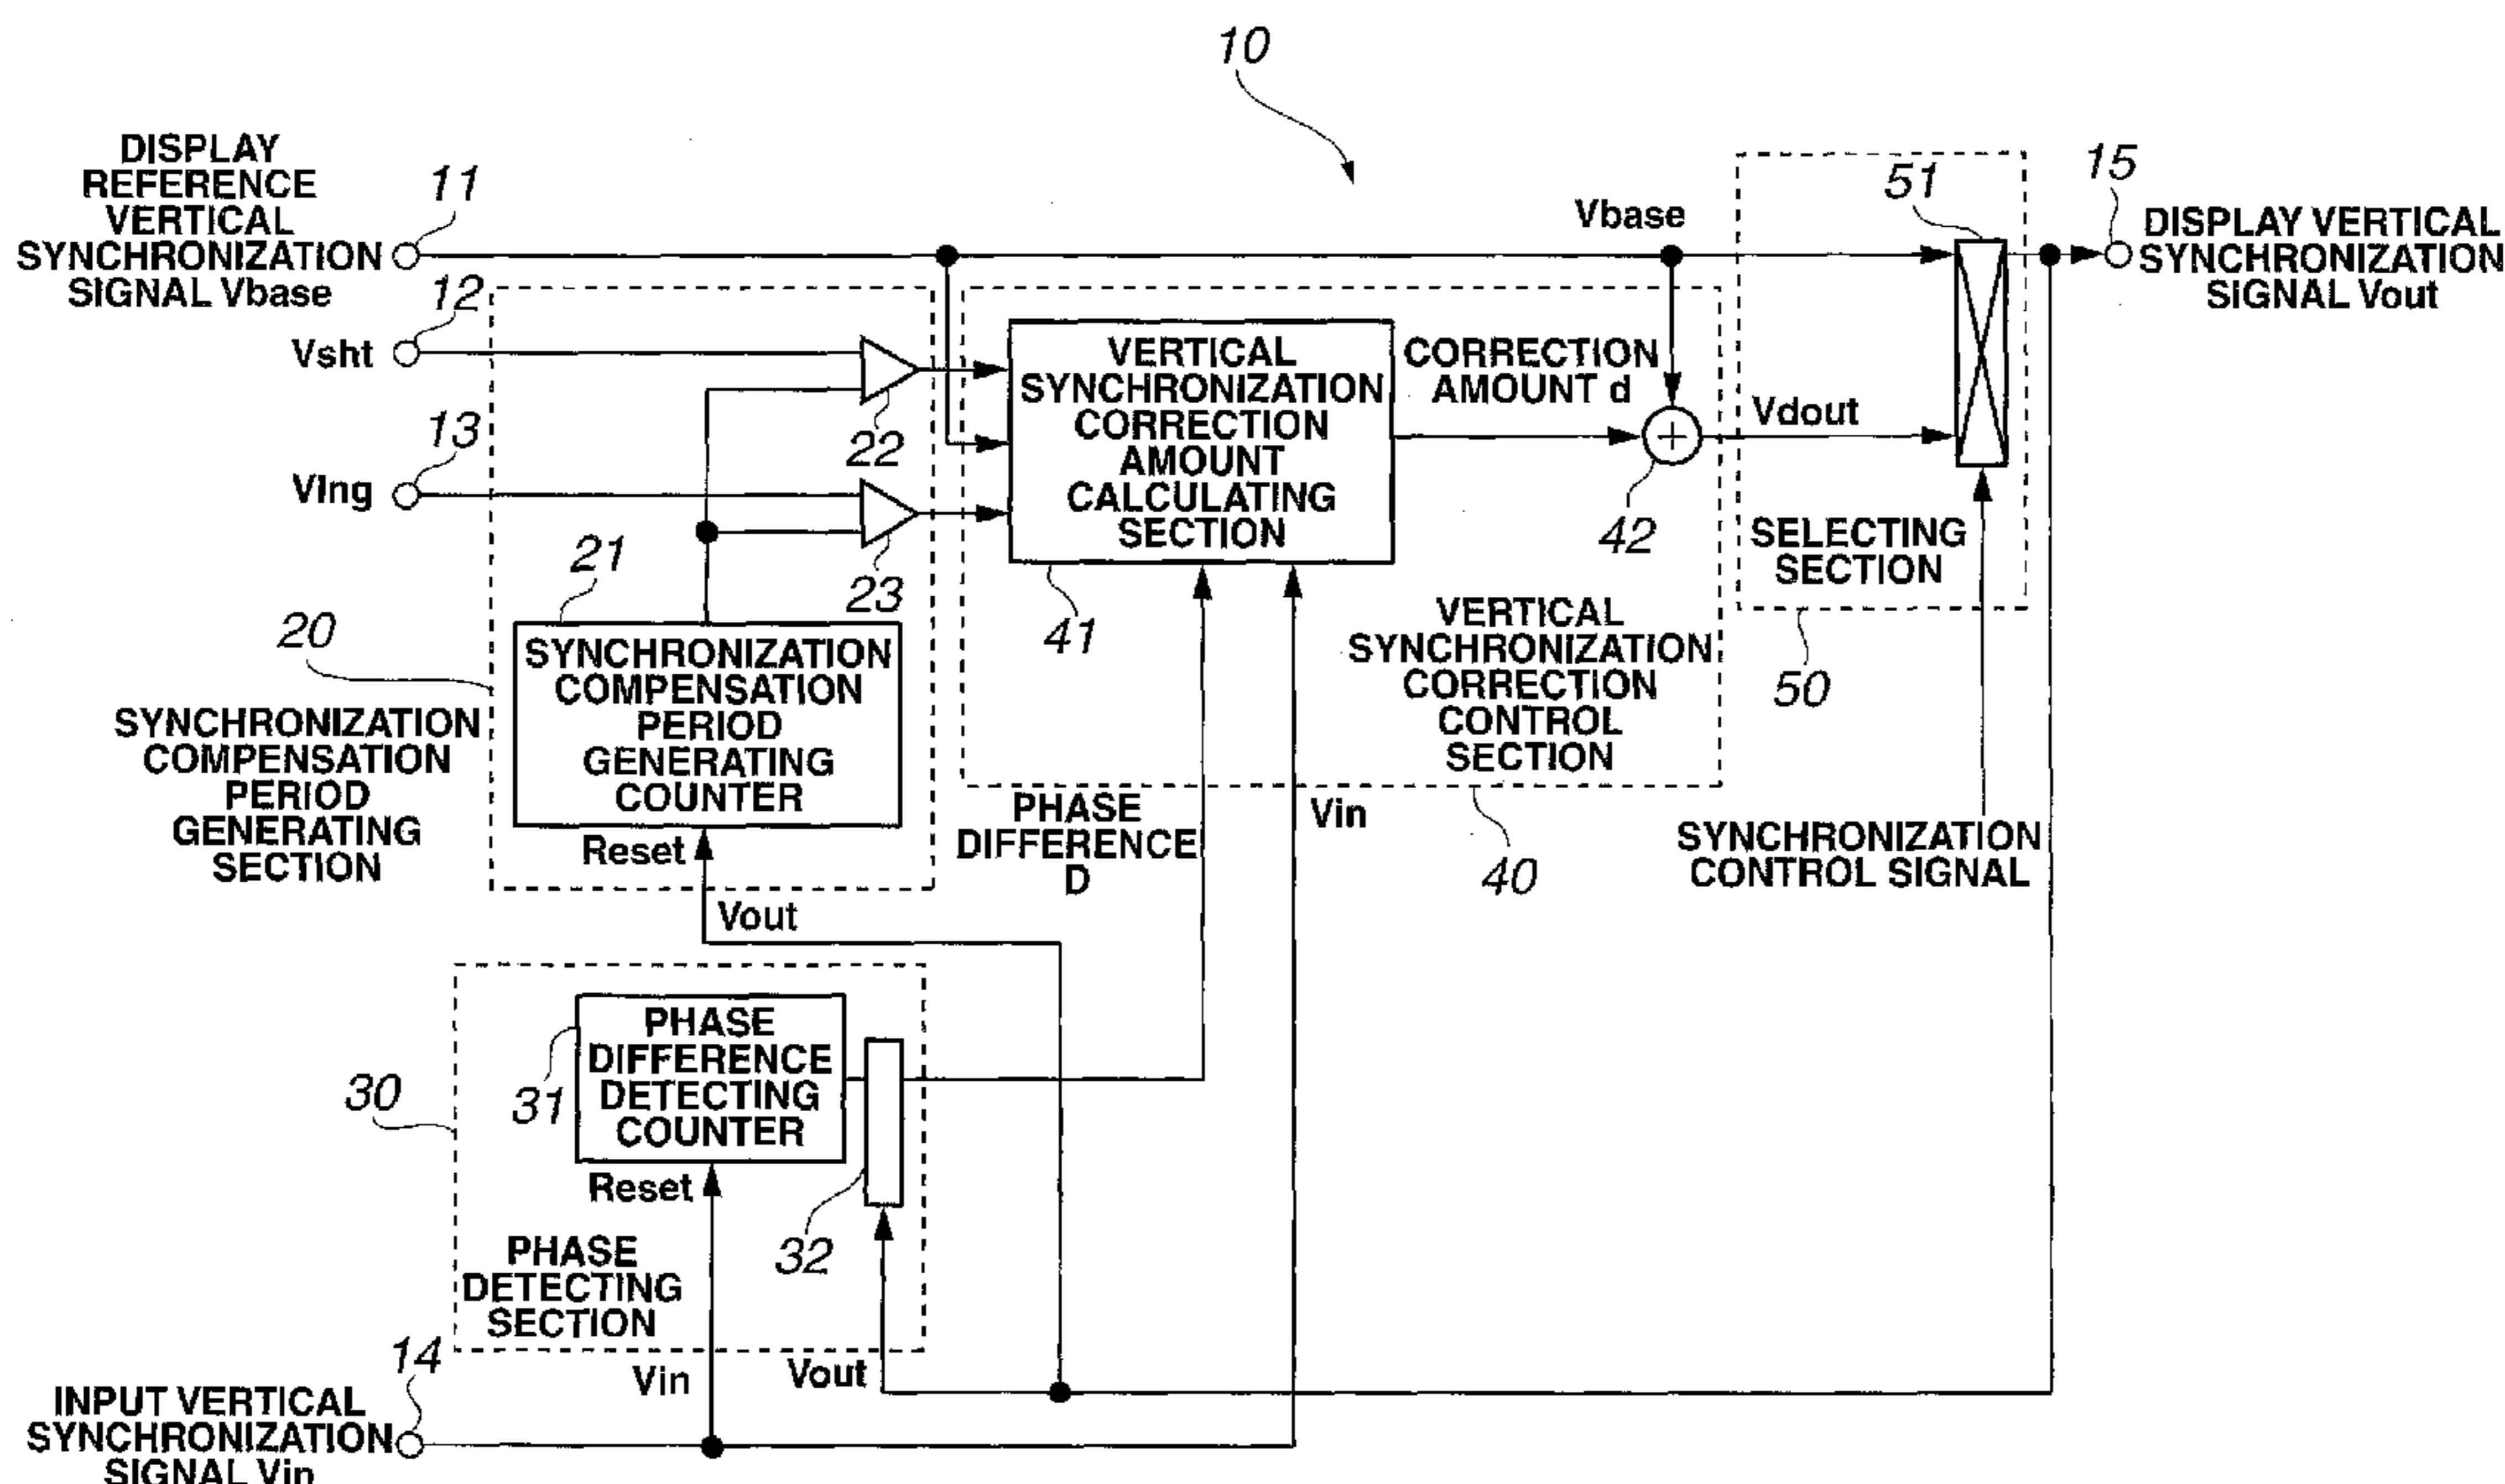 10
DISPLAY
REFERENCE
VERTICAL
SYNCHRONIZATION
SIGNAL Vbase
11
12
Vsht
13
Vlng
Vbase
51
15
DISPLAY VERTICAL
SYNCHRONIZATION
SIGNAL Vout
22
23
VERTICAL
SYNCHRONIZATION
CORRECTION
AMOUNT
CALCULATING
SECTION
CORRECTION
AMOUNT d
Vdout
42
41
SELECTING
SECTION
50
21
20
SYNCHRONIZATION
COMPENSATION
PERIOD
GENERATING
COUNTER
SYNCHRONIZATION
COMPENSATION
PERIOD
GENERATING
SECTION
Reset
Vout
VERTICAL
SYNCHRONIZATION
CORRECTION
CONTROL
SECTION
PHASE
DIFFERENCE
D
Vin
40
SYNCHRONIZATION
CONTROL SIGNAL
PHASE
DIFFERENCE
DETECTING
COUNTER
31
30
Reset
32
PHASE
DETECTING
SECTION
Vin
Vout
14
INPUT VERTICAL
SYNCHRONIZATION
SIGNAL Vin